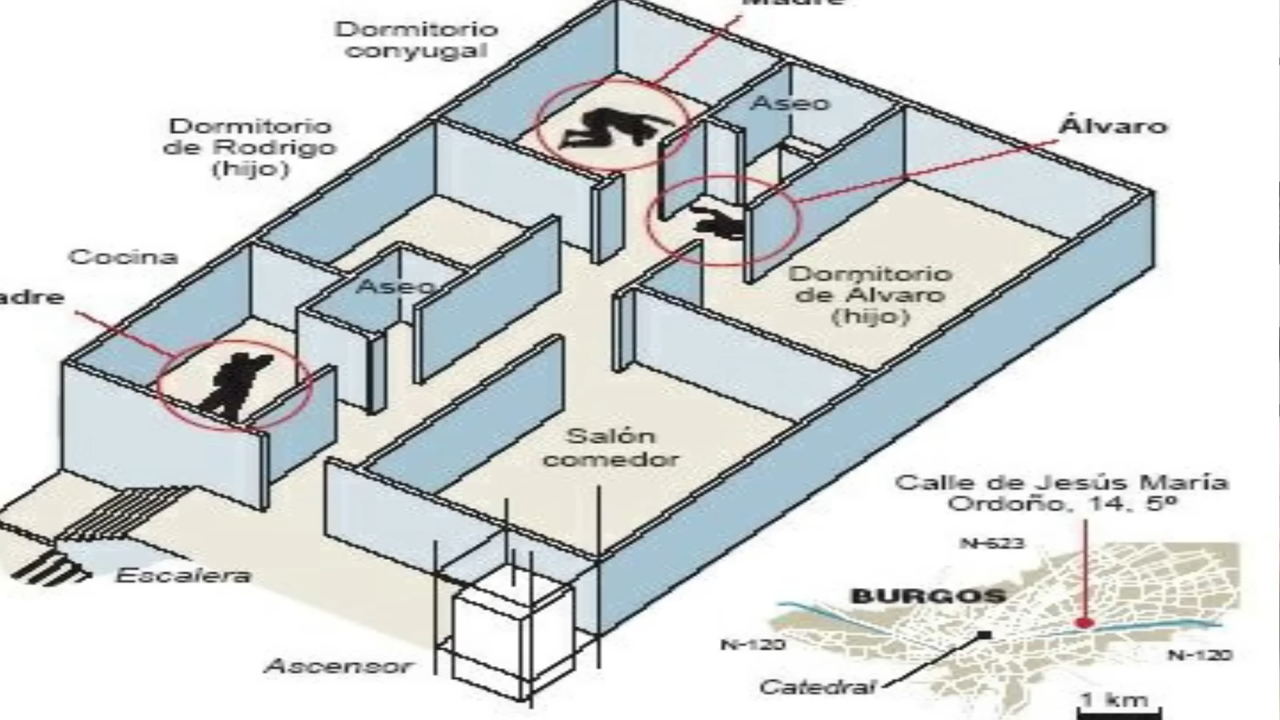 Madre
Dormitorio
conyugal
Aseo
Álvaro
Dormitorio
de Rodrigo
(hijo)
Cocina
adre
Aseo
Dormitorio
de Álvaro
(hijo)
Salón
comedor
Escalera
Ascensor
Calle de Jesús María
Ordoño, 14, 5º
N-623
BURGOS
N-120
N-120
Catedral
1 km